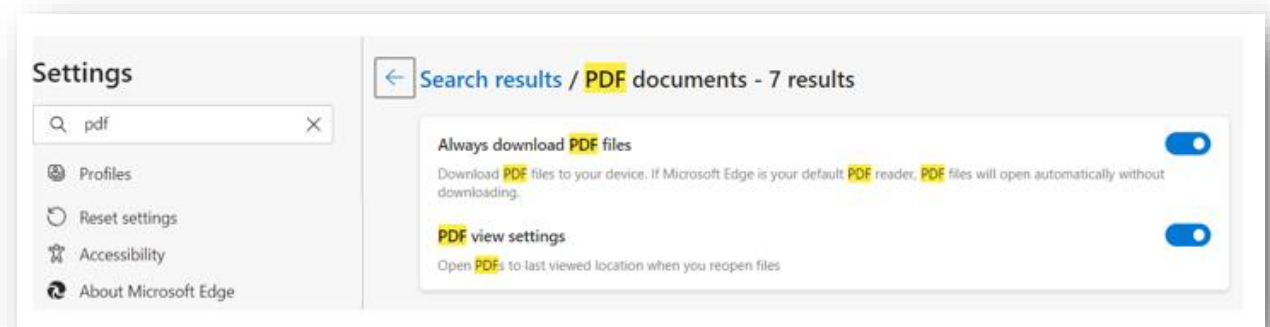 Settings
pdf
Profiles
Reset settings
Accessibility
About Microsoft Edge
Search results / PDF documents - 7 results
Always download PDF files
Download PDF files to your device. If Microsoft Edge is your default PDF reader, PDF files will open automatically without
downloading.
PDF view settings
Open PDFs to last viewed location when you reopen files